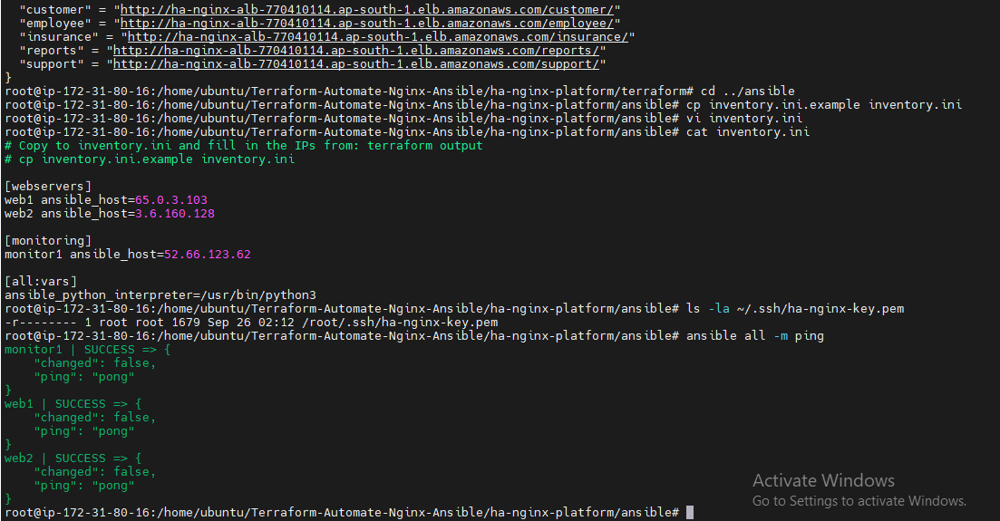 "customer" = "http://ha-nginx-alb-770410114.ap-south-1.elb.amazonaws.com/customer/"
  "employee" = "http://ha-nginx-alb-770410114.ap-south-1.elb.amazonaws.com/employee/"
  "insurance" = "http://ha-nginx-alb-770410114.ap-south-1.elb.amazonaws.com/insurance/"
  "reports" = "http://ha-nginx-alb-770410114.ap-south-1.elb.amazonaws.com/reports/"
  "support" = "http://ha-nginx-alb-770410114.ap-south-1.elb.amazonaws.com/support/"
}
root@ip-172-31-80-16:/home/ubuntu/Terraform-Automate-Nginx-Ansible/ha-nginx-platform/terraform# cd ../ansible
root@ip-172-31-80-16:/home/ubuntu/Terraform-Automate-Nginx-Ansible/ha-nginx-platform/ansible# cp inventory.ini.example inventory.ini
root@ip-172-31-80-16:/home/ubuntu/Terraform-Automate-Nginx-Ansible/ha-nginx-platform/ansible# vi inventory.ini
root@ip-172-31-80-16:/home/ubuntu/Terraform-Automate-Nginx-Ansible/ha-nginx-platform/ansible# cat inventory.ini
# Copy to inventory.ini and fill in the IPs from: terraform output
# cp inventory.ini.example inventory.ini

[webservers]
web1 ansible_host=65.0.3.103
web2 ansible_host=3.6.160.128

[monitoring]
monitor1 ansible_host=52.66.123.62

[all:vars]
ansible_python_interpreter=/usr/bin/python3
root@ip-172-31-80-16:/home/ubuntu/Terraform-Automate-Nginx-Ansible/ha-nginx-platform/ansible# ls -la ~/.ssh/ha-nginx-key.pem
-r-------- 1 root root 1679 Sep 26 02:12 /root/.ssh/ha-nginx-key.pem
root@ip-172-31-80-16:/home/ubuntu/Terraform-Automate-Nginx-Ansible/ha-nginx-platform/ansible# ansible all -m ping
monitor1 | SUCCESS => {
    "changed": false,
    "ping": "pong"
}
web1 | SUCCESS => {
    "changed": false,
    "ping": "pong"
}
web2 | SUCCESS => {
    "changed": false,
    "ping": "pong"
}
root@ip-172-31-80-16:/home/ubuntu/Terraform-Automate-Nginx-Ansible/ha-nginx-platform/ansible#
Activate Windows
Go to Settings to activate Windows.